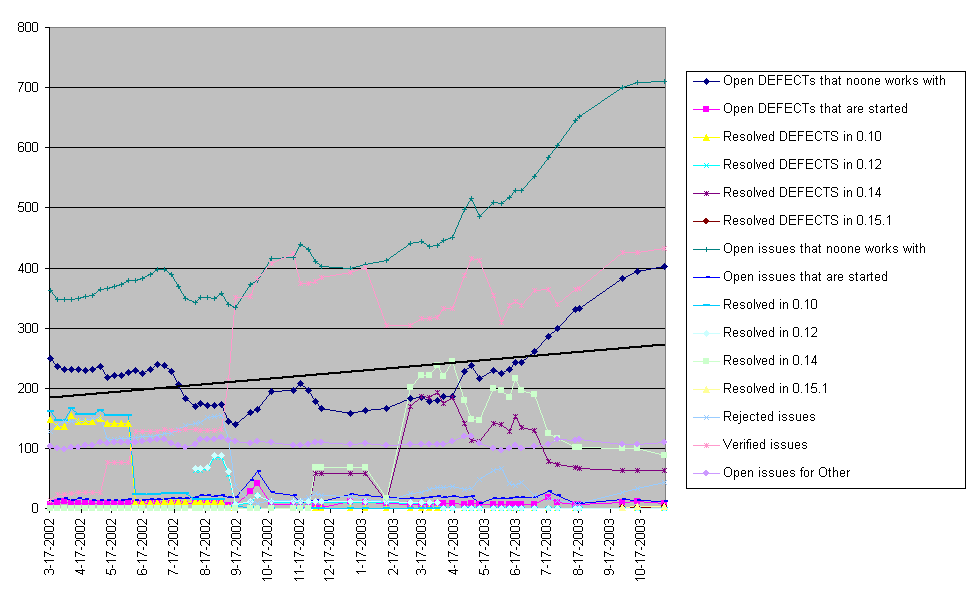 800
700
600
500
400
300
200
100
0
3-17-2002
4-17-2002
5-17-2002
6-17-2002
7-17-2002
8-17-2002
9-17-2002
10-17-2002
11-17-2002
12-17-2002
1-17-2003
2-17-2003
3-17-2003
4-17-2003
5-17-2003
6-17-2003
7-17-2003
8-17-2003
9-17-2003
10-17-2003
Open DEFECTs that noone works with
Open DEFECTs that are started
Resolved DEFECTS in 0.10
Resolved DEFECTS in 0.12
Resolved DEFECTS in 0.14
Resolved DEFECTS in 0.15.1
Open issues that noone works with
Open issues that are started
Resolved in 0.10
Resolved in 0.12
Resolved in 0.14
Resolved in 0.15.1
Rejected issues
Verified issues
Open issues for Other